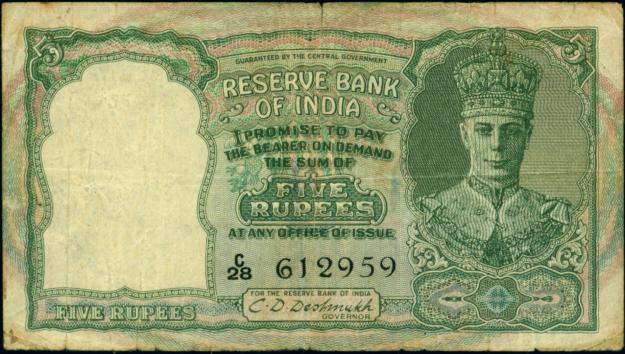 5 5
GUARANTEED BY THE CENTRAL GOVERNMENT
RESERVE BANK
OF INDIA
I PROMISE TO PAY
THE BEARER ON DEMAND
THE SUM OF
FIVE
RUPEES
AT ANY OFFICE OF ISSUE
C/28 612959
FOR THE RESERVE BANK OF INDIA
C. D. Deshmukh
GOVERNOR.
FIVE RUPEES